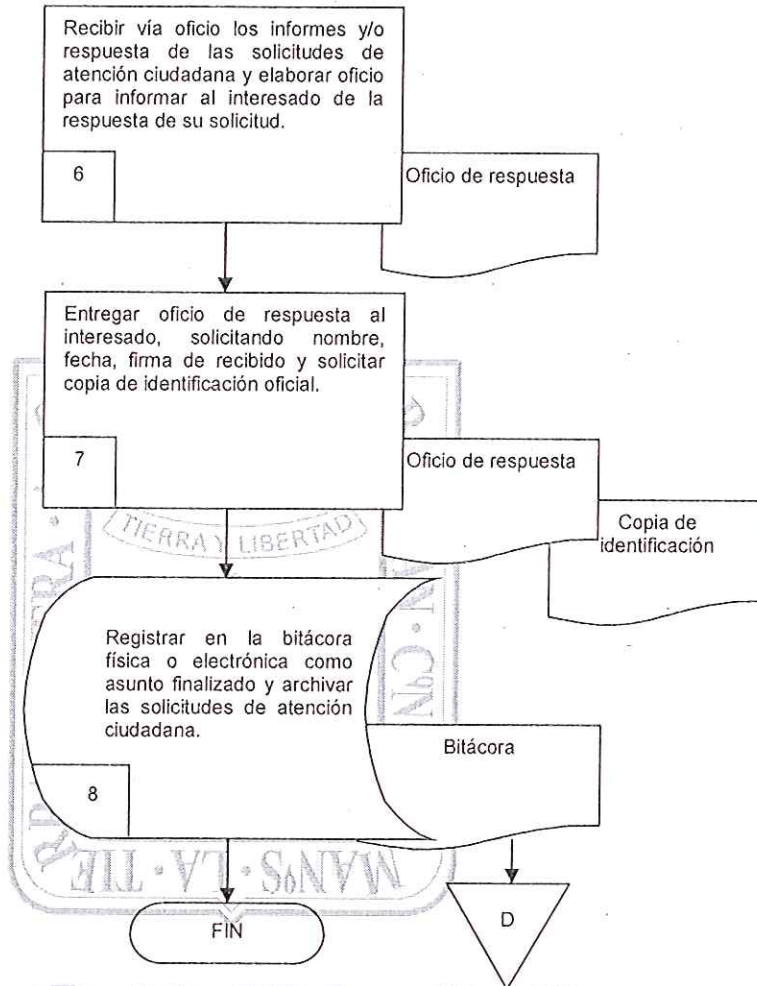 Recibir vía oficio los informes y/o
respuesta de las solicitudes de
atención ciudadana y elaborar oficio
para informar al interesado de la
respuesta de su solicitud.
6
Oficio de respuesta
Entregar oficio de respuesta al
interesado, solicitando nombre,
fecha, firma de recibido y solicitar
copia de identificación oficial.
7
Oficio de respuesta
Copia de
identificación
TIERRA Y LIBERTAD
Registrar en la bitácora
física o electrónica como
asunto finalizado y archivar
las solicitudes de atención
ciudadana.
8
Bitácora
MANOS · LA · TIE
FIN
D